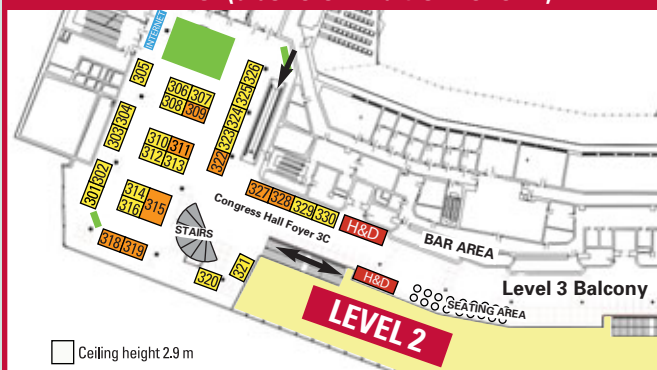 INTERNET
305
326
325
324
323
322
306 307
308 309
304
303
310 311
312 313
302
301
314
316 315
318 319
STAIRS
320
321
327 328 329 330
Congress Hall Foyer 3C
H&D
H&D
BAR AREA
SEATING AREA
Level 3 Balcony
LEVEL 2
Ceiling height 2.9 m